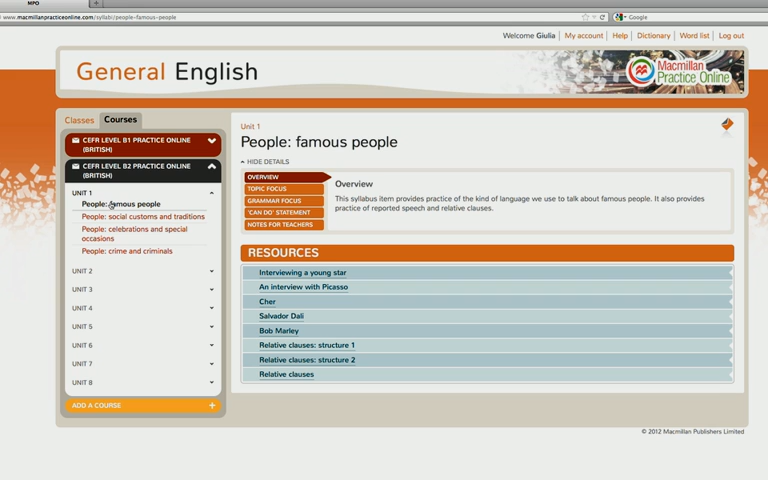 MPO
www.macmillanpracticeonline.com/syllabi/people-famous-people
Google
Welcome Giulia | My account | Help | Dictionary | Word list | Log out
General English
Macmillan
Practice Online
Classes
Courses
CEFR LEVEL B1 PRACTICE ONLINE
(BRITISH)
CEFR LEVEL B2 PRACTICE ONLINE
(BRITISH)
UNIT 1
People: famous people
People: social customs and traditions
People: celebrations and special
occasions
People: crime and criminals
UNIT 2
UNIT 3
UNIT 4
UNIT 5
UNIT 6
UNIT 7
UNIT 8
ADD A COURSE +
Unit 1
People: famous people
HIDE DETAILS
OVERVIEW
TOPIC FOCUS
GRAMMAR FOCUS
'CAN DO' STATEMENT
NOTES FOR TEACHERS
Overview
This syllabus item provides practice of the kind of language we use to talk about famous people. It also provides
practice of reported speech and relative clauses.
RESOURCES
Interviewing a young star
An interview with Picasso
Cher
Salvador Dali
Bob Marley
Relative clauses: structure 1
Relative clauses: structure 2
Relative clauses
© 2012 Macmillan Publishers Limited